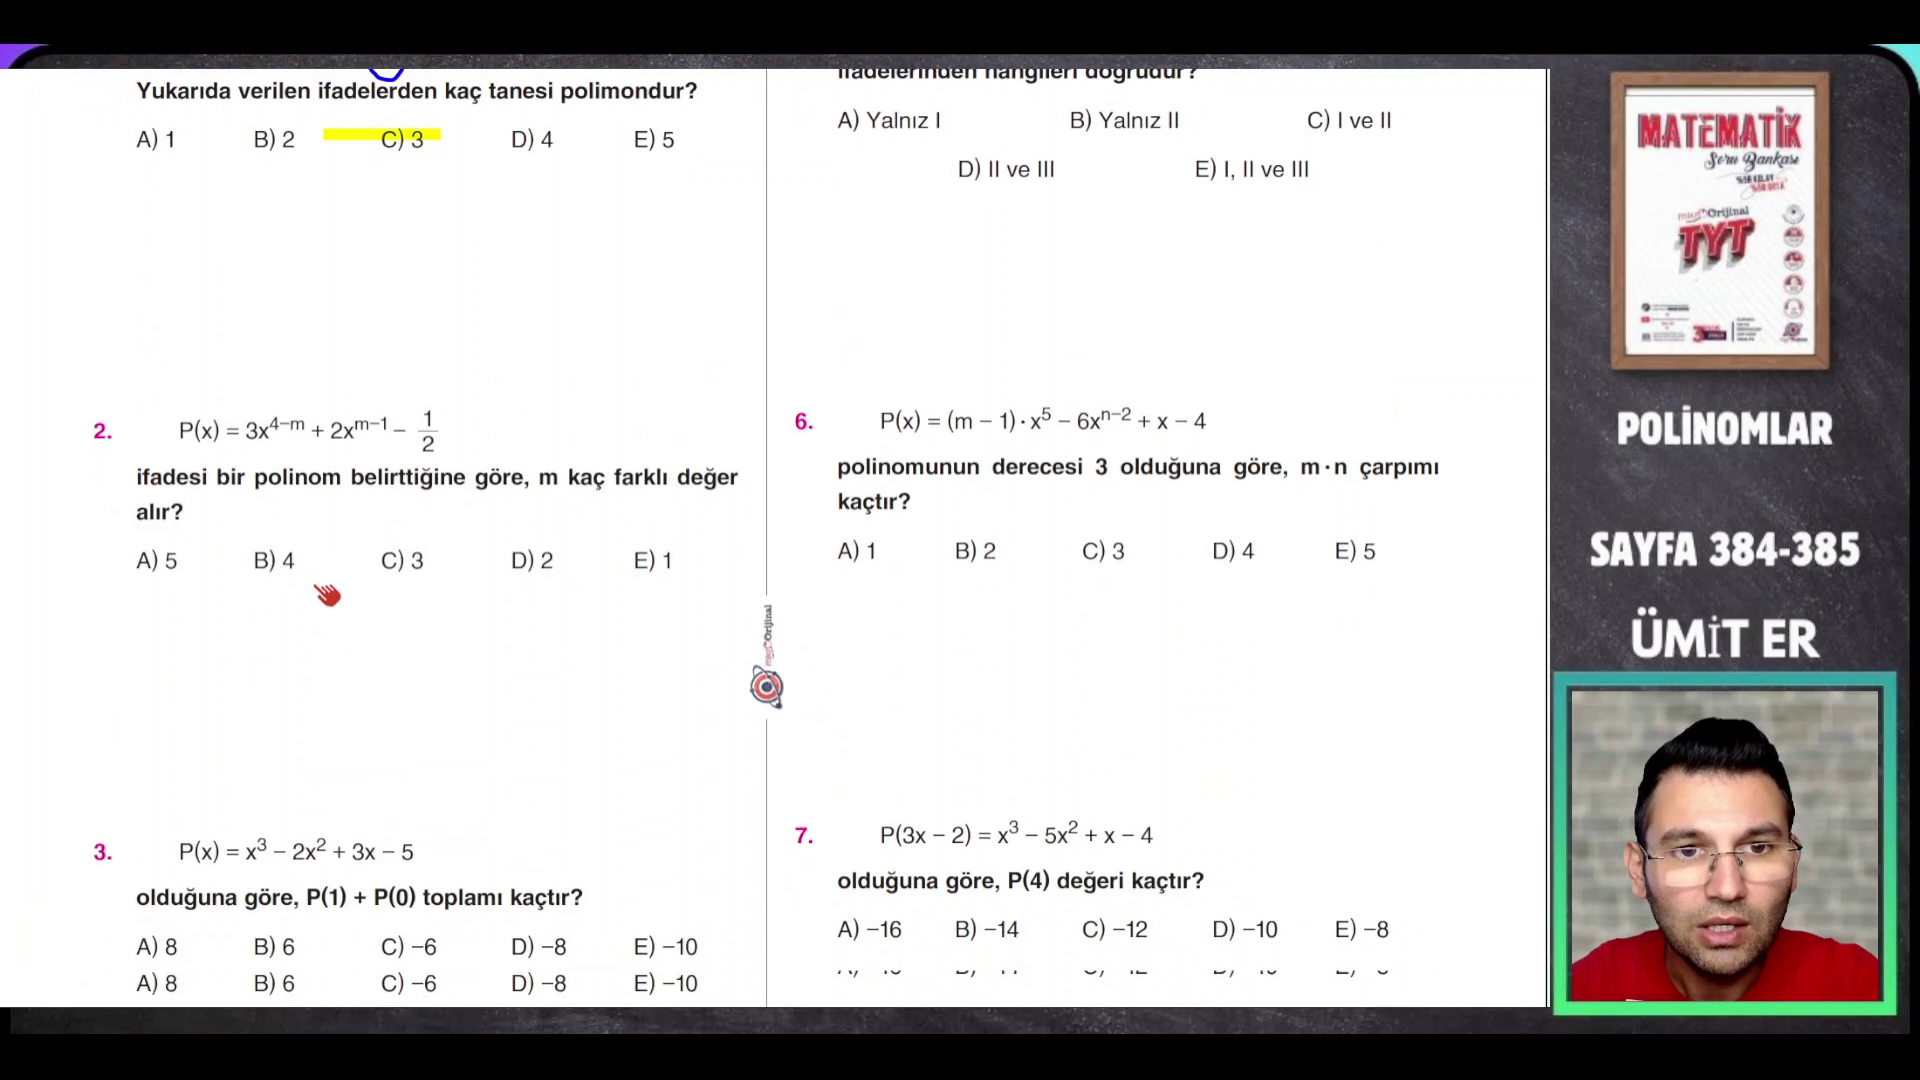 Yukarıda verilen ifadelerden kaç tanesi polimondur?
A) 1 B) 2 C) 3 D) 4 E) 5
2. P(x) = 3x^{4–m} + 2x^{m–1} – 1/2
ifadesi bir polinom belirttiğine göre, m kaç farklı değer
alır?
A) 5 B) 4 C) 3 D) 2 E) 1
3. P(x) = x³ – 2x² + 3x – 5
olduğuna göre, P(1) + P(0) toplamı kaçtır?
A) 8 B) 6 C) –6 D) –8 E) –10
A) 8 B) 6 C) –6 D) –8 E) –10
Orijinal
ifadelerinden hangileri doğrudur?
A) Yalnız I B) Yalnız II C) I ve II
D) II ve III E) I, II ve III
6. P(x) = (m – 1) · x⁵ – 6x^{n–2} + x – 4
polinomunun derecesi 3 olduğuna göre, m · n çarpımı
kaçtır?
A) 1 B) 2 C) 3 D) 4 E) 5
7. P(3x – 2) = x³ – 5x² + x – 4
olduğuna göre, P(4) değeri kaçtır?
A) –16 B) –14 C) –12 D) –10 E) –8
MATEMATİK
Soru Bankası
Orijinal
TYT
POLİNOMLAR
SAYFA 384-385
ÜMİT ER